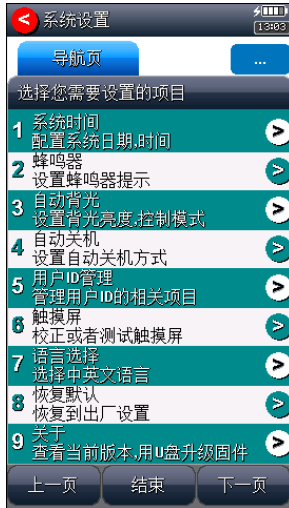 系统设置
13:03
导航页
...
选择您需要设置的项目
1 系统时间
配置系统日期,时间
2 蜂鸣器
设置蜂鸣器提示
3 自动背光
设置背光亮度,控制模式
4 自动关机
设置自动关机方式
5 用户ID管理
管理用户ID的相关项目
6 触摸屏
校正或者测试触摸屏
7 语言选择
选择中英文语言
8 恢复默认
恢复到出厂设置
9 关于
查看当前版本,用U盘升级固件
上一页 结束 下一页